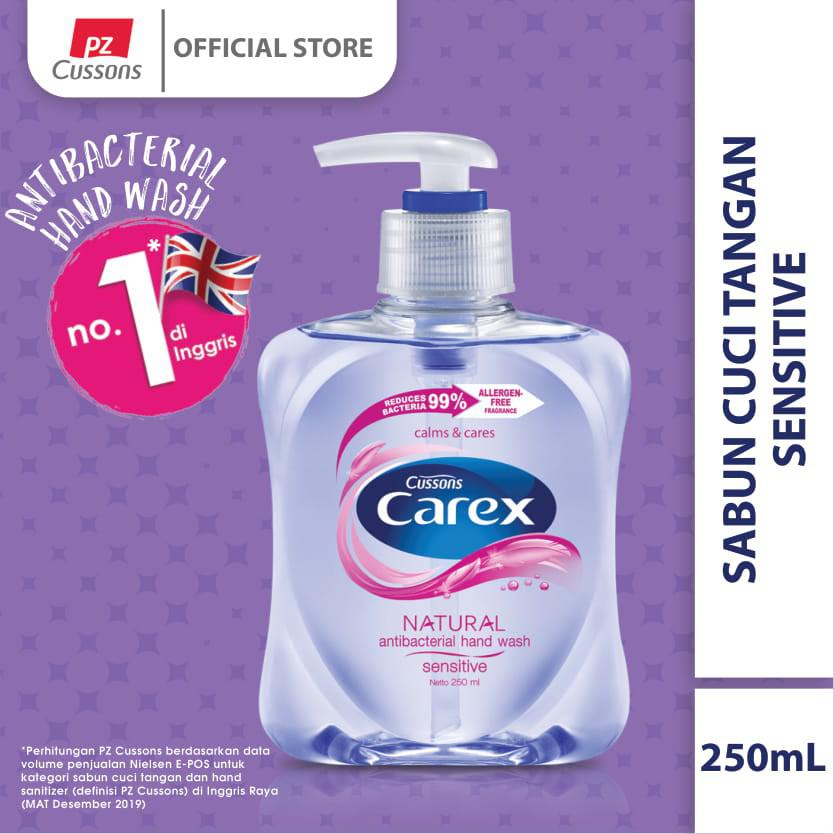 PZ
Cussons
OFFICIAL STORE
ANTIBACTERIAL
HAND WASH
no. 1*
di
Inggris
REDUCES
BACTERIA 99%
ALLERGEN-
FREE
FRAGRANCE
calms & cares
Cussons
Carex
NATURAL
antibacterial hand wash
sensitive
Netto 250 ml
SABUN CUCI TANGAN
SENSITIVE
250mL
*Perhitungan PZ Cussons berdasarkan data
volume penjualan Nielsen E-POS untuk
kategori sabun cuci tangan dan hand
sanitizer (definisi PZ Cussons) di Inggris Raya
(MAT Desember 2019)